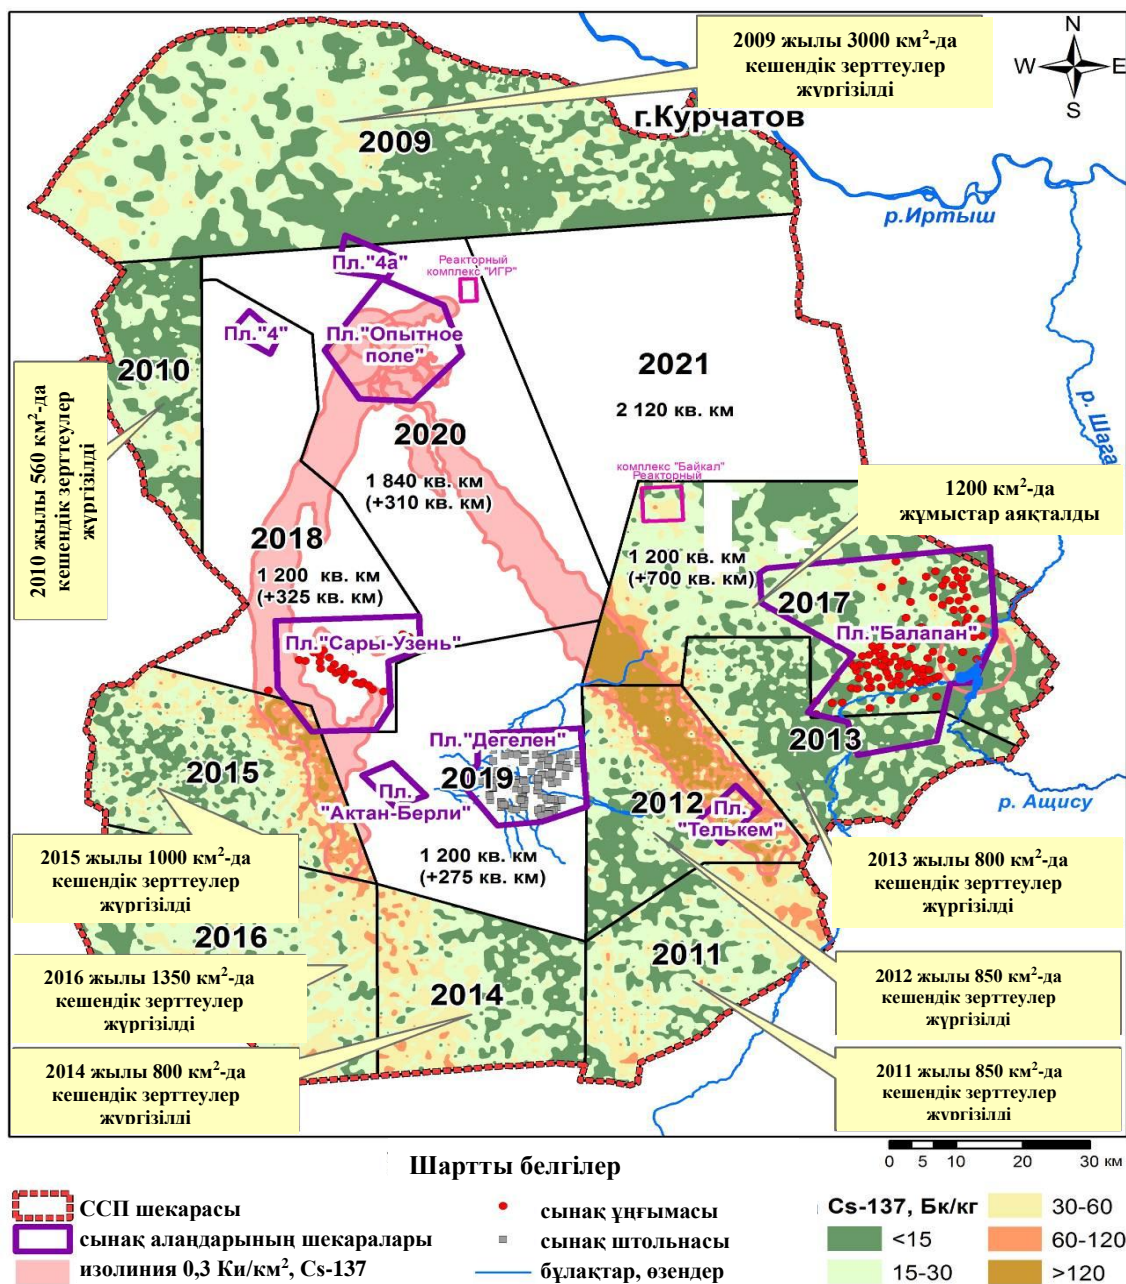 2009 жылы 3000 км²-да
кешендік зерттеулер
жүргізілді
N
W
E
S
г.Курчатов
2009
р.Иртыш
Пл."4а"
Реакторный
комплекс "ИГР"
Пл."4"
Пл."Опытное
поле"
2010
2021
2 120 кв. км
р. Шага
2010 жылы 560 км²-да
кешендік зерттеулер
жүргізілді
2020
1 840 кв. км
(+310 кв. км)
комплекс "Байкал"
Реакторный
1200 км²-да
жұмыстар аяқталды
2018
1 200 кв. км
(+325 кв. км)
1 200 кв. км
(+700 кв. км)
2017
Пл."Балапан"
Пл."Сары-Узень"
2013
Пл."Дегелен"
2015
2019
Пл.
"Актан-Берли"
2012
Пл.
"Телькем"
р. Ащису
1 200 кв. км
(+275 кв. км)
2015 жылы 1000 км²-да
кешендік зерттеулер
жүргізілді
2013 жылы 800 км²-да
кешендік зерттеулер
жүргізілді
2016
2011
2016 жылы 1350 км²-да
кешендік зерттеулер
жүргізілді
2014
2012 жылы 850 км²-да
кешендік зерттеулер
жүргізілді
2014 жылы 800 км²-да
кешендік зерттеулер
жүргізілді
2011 жылы 850 км²-да
кешендік зерттеулер
жүргізілді
Шартты белгілер
0 5 10 20 30 км
ССП шекарасы
сынақ алаңдарының шекаралары
изолиния 0,3 Ки/км², Cs-137
сынақ ұңғымасы
сынақ штольнасы
бұлақтар, өзендер
Cs-137, Бк/кг
<15
15-30
30-60
60-120
>120